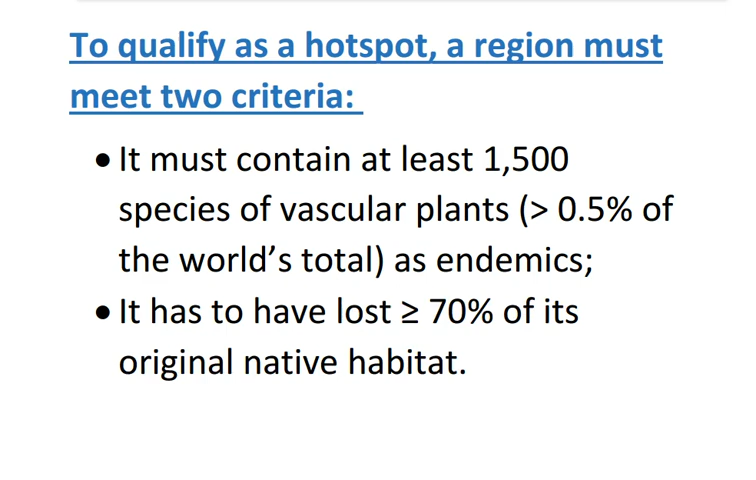 To qualify as a hotspot, a region must
meet two criteria:
• It must contain at least 1,500
species of vascular plants (> 0.5% of
the world’s total) as endemics;
• It has to have lost ≥ 70% of its
original native habitat.